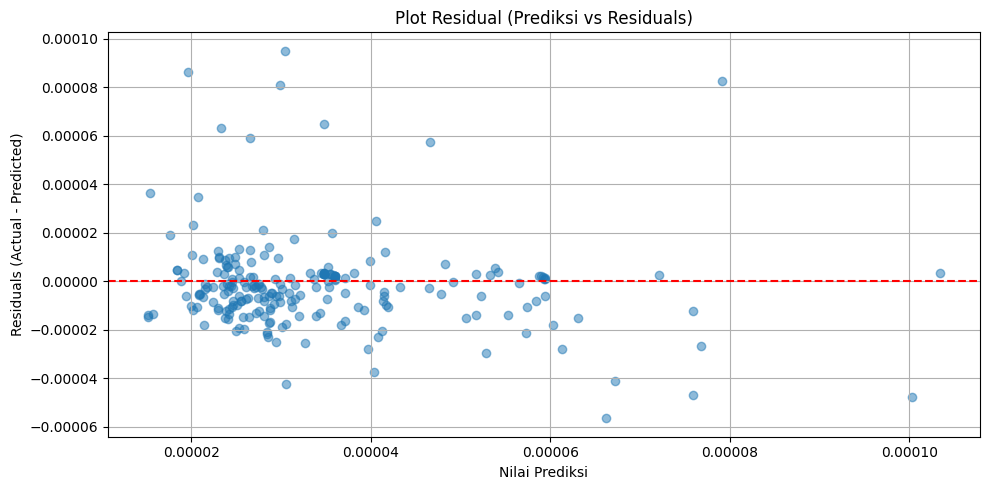 Plot Residual (Prediksi vs Residuals)
Residuals (Actual - Predicted)
0.00010
0.00008
0.00006
0.00004
0.00002
0.00000
−0.00002
−0.00004
−0.00006
0.00002 0.00004 0.00006 0.00008 0.00010
Nilai Prediksi